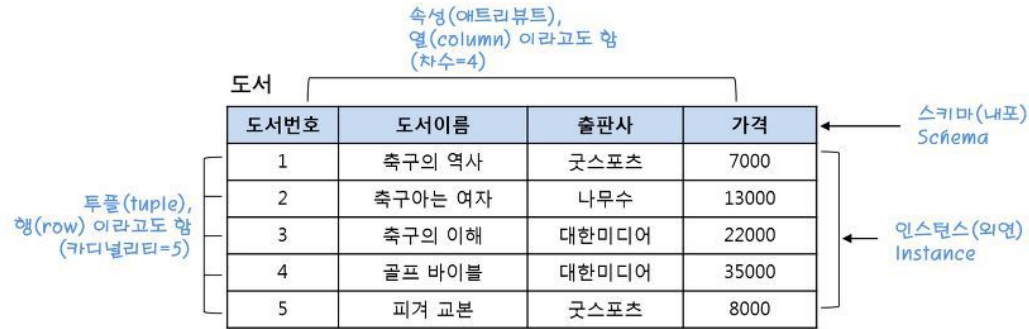 속성(애트리뷰트),
열(column) 이라고도 함
(차수=4)
도서
도서번호 도서이름 출판사 가격
스키마(내포)
Schema
1 축구의 역사 굿스포츠 7000
2 축구아는 여자 나무수 13000
3 축구의 이해 대한미디어 22000
4 골프 바이블 대한미디어 35000
5 피겨 교본 굿스포츠 8000
투플(tuple),
행(row) 이라고도 함
(카디널리티=5)
인스턴스(외연)
Instance